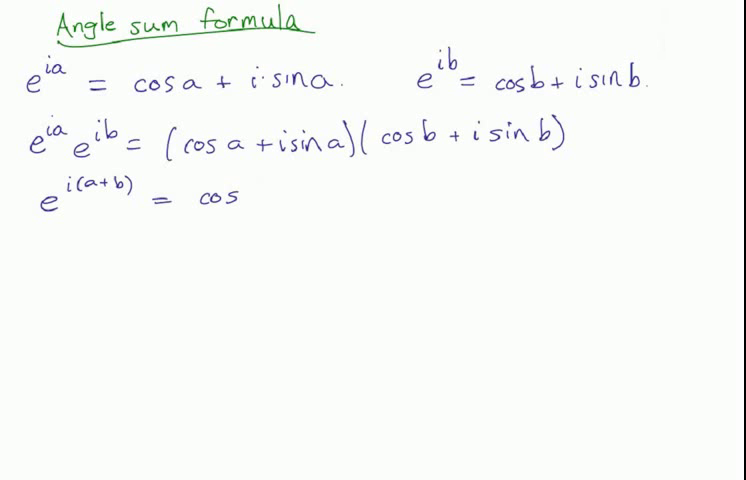 Angle sum formula
e^{ia} = cos a + i·sin a. e^{ib} = cos b + i sin b.
e^{ia} e^{ib} = (cos a + i sin a)(cos b + i sin b)
e^{i(a+b)} = cos